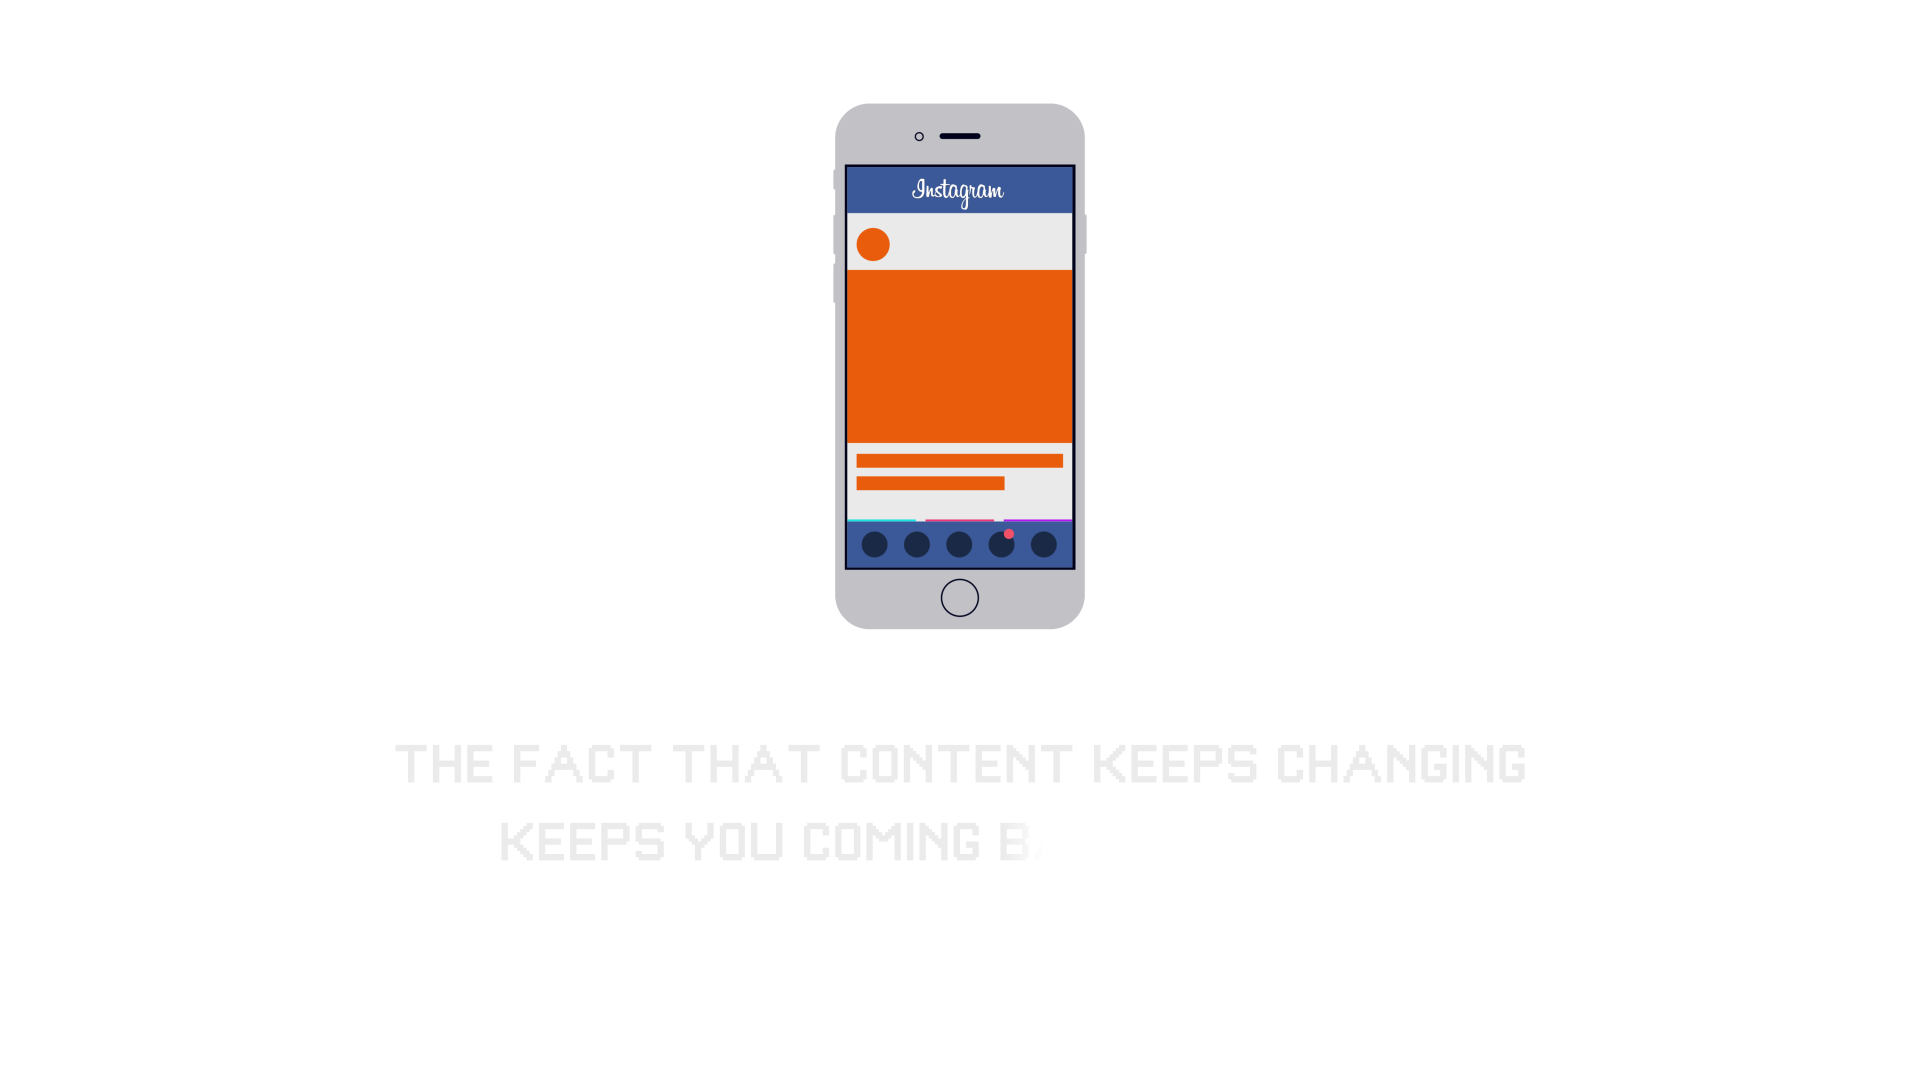 Instagram
THE FACT THAT CONTENT KEEPS CHANGING
KEEPS YOU COMING B